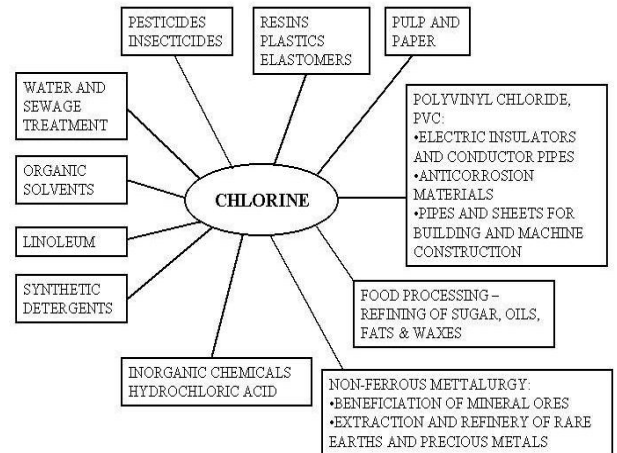 PESTICIDES
INSECTICIDES
RESINS
PLASTICS
ELASTOMERS
PULP AND
PAPER
WATER AND
SEWAGE
TREATMENT
POLYVINYL CHLORIDE,
PVC:
•ELECTRIC INSULATORS
AND CONDUCTOR PIPES
•ANTICORROSION
MATERIALS
•PIPES AND SHEETS FOR
BUILDING AND MACHINE
CONSTRUCTION
ORGANIC
SOLVENTS
CHLORINE
LINOLEUM
SYNTHETIC
DETERGENTS
FOOD PROCESSING –
REFINING OF SUGAR, OILS,
FATS & WAXES
INORGANIC CHEMICALS
HYDROCHLORIC ACID
NON-FERROUS METTALURGY:
•BENEFICIATION OF MINERAL ORES
•EXTRACTION AND REFINERY OF RARE
EARTHS AND PRECIOUS METALS